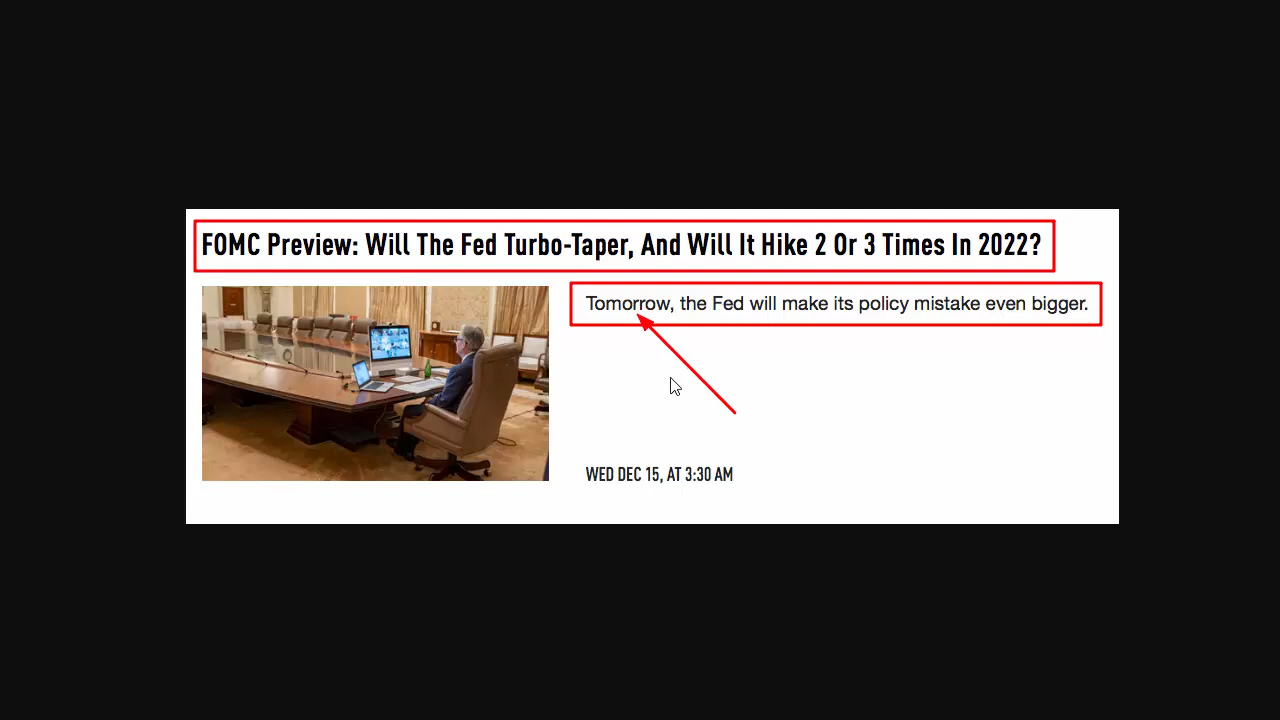 FOMC Preview: Will The Fed Turbo-Taper, And Will It Hike 2 Or 3 Times In 2022?
Tomorrow, the Fed will make its policy mistake even bigger.
WED DEC 15, AT 3:30 AM